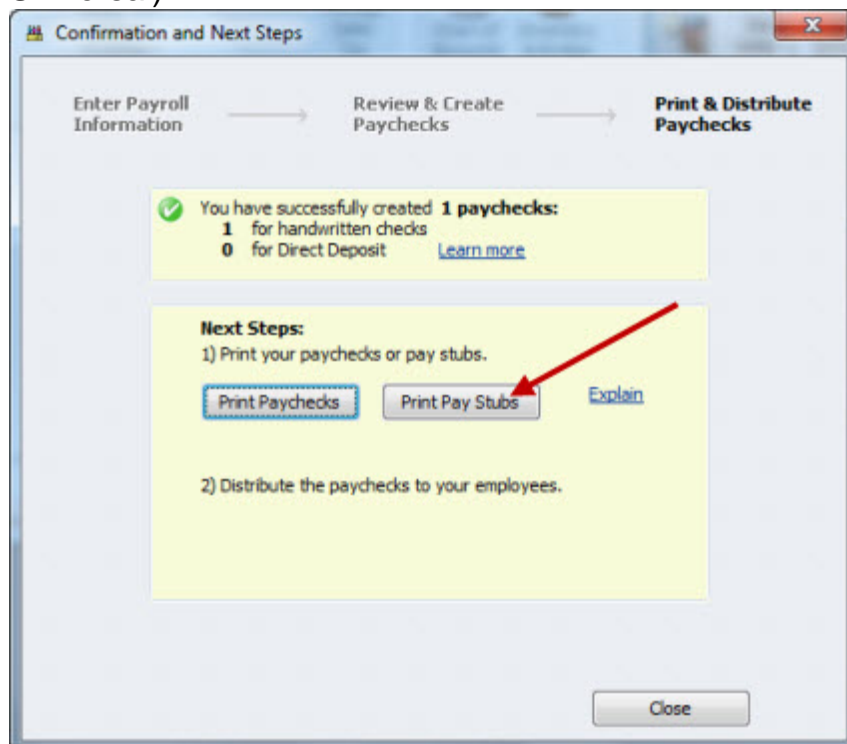 Confirmation and Next Steps
Enter Payroll Information
Review & Create Paychecks
Print & Distribute Paychecks
You have successfully created 1 paychecks:
1 for handwritten checks
0 for Direct Deposit Learn more
Next Steps:
1) Print your paychecks or pay stubs.
Print Paychecks
Print Pay Stubs
Explain
2) Distribute the paychecks to your employees.
Close